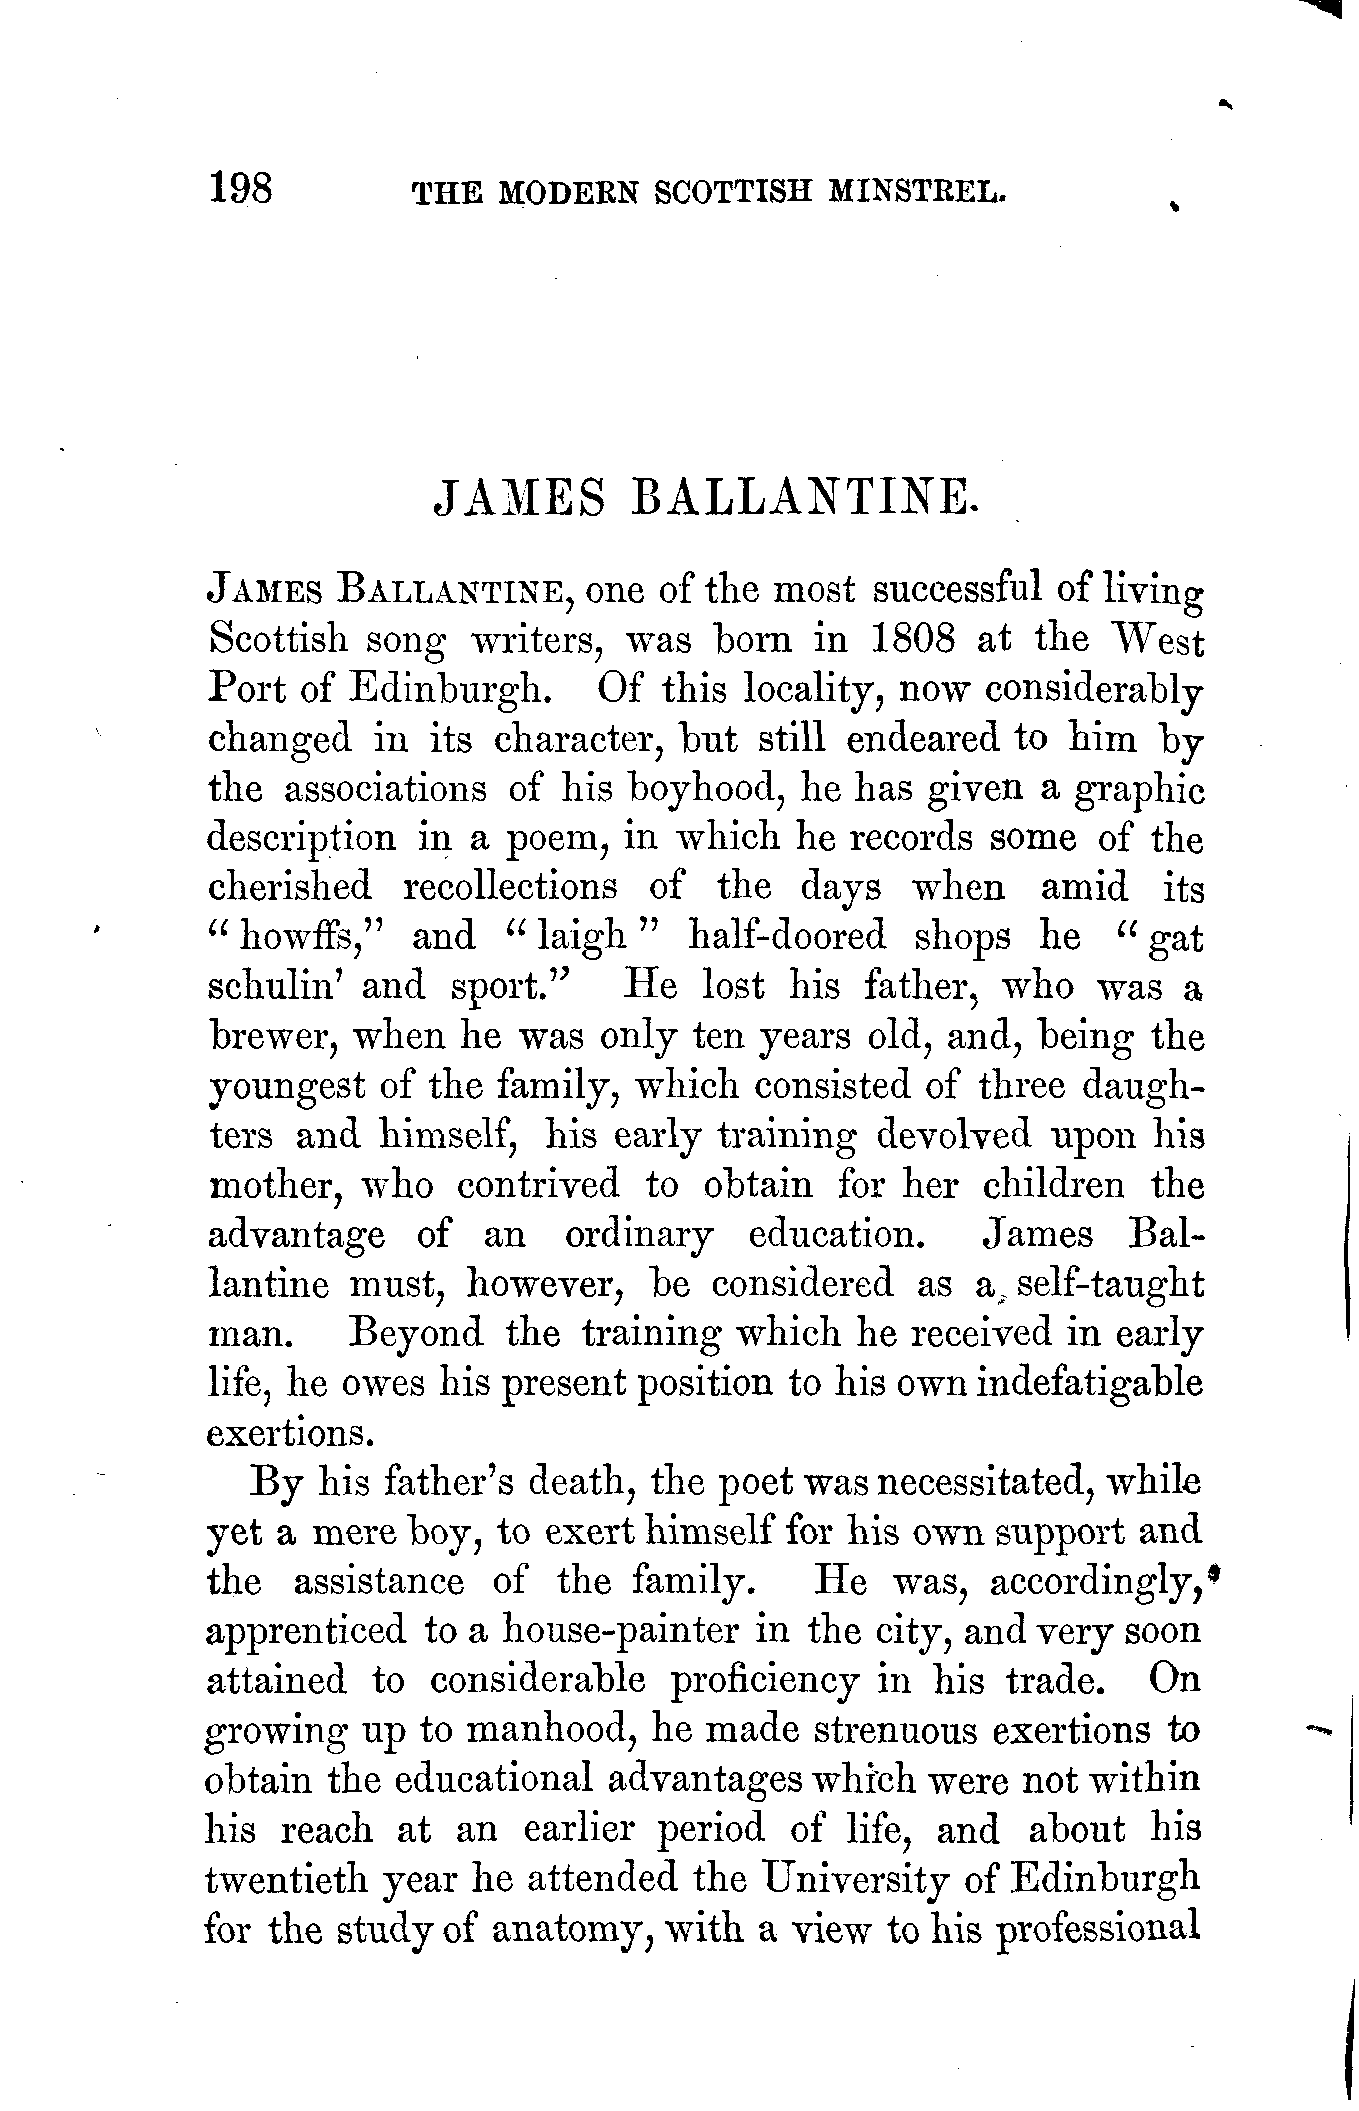 198 THE MODERN SCOTTISH MINSTREL.
JAMES BALLANTINE.
JAMES BALLANTINE, one of the most successful of living
Scottish song writers, was born in 1808 at the West
Port of Edinburgh. Of this locality, now considerably
changed in its character, but still endeared to him by
the associations of his boyhood, he has given a graphic
description in a poem, in which he records some of the
cherished recollections of the days when amid its
“ howffs,” and “ laigh ” half-doored shops he “ gat
schulin’ and sport.” He lost his father, who was a
brewer, when he was only ten years old, and, being the
youngest of the family, which consisted of three daugh-
ters and himself, his early training devolved upon his
mother, who contrived to obtain for her children the
advantage of an ordinary education. James Bal-
lantine must, however, be considered as a self-taught
man. Beyond the training which he received in early
life, he owes his present position to his own indefatigable
exertions.
By his father’s death, the poet was necessitated, while
yet a mere boy, to exert himself for his own support and
the assistance of the family. He was, accordingly,
apprenticed to a house-painter in the city, and very soon
attained to considerable proficiency in his trade. On
growing up to manhood, he made strenuous exertions to
obtain the educational advantages which were not within
his reach at an earlier period of life, and about his
twentieth year he attended the University of Edinburgh
for the study of anatomy, with a view to his professional